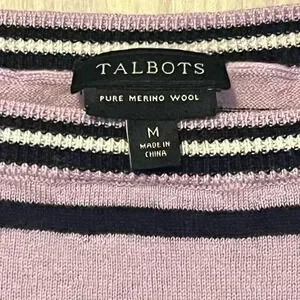 TALBOTS
PURE MERINO WOOL
M
MADE IN
CHINA